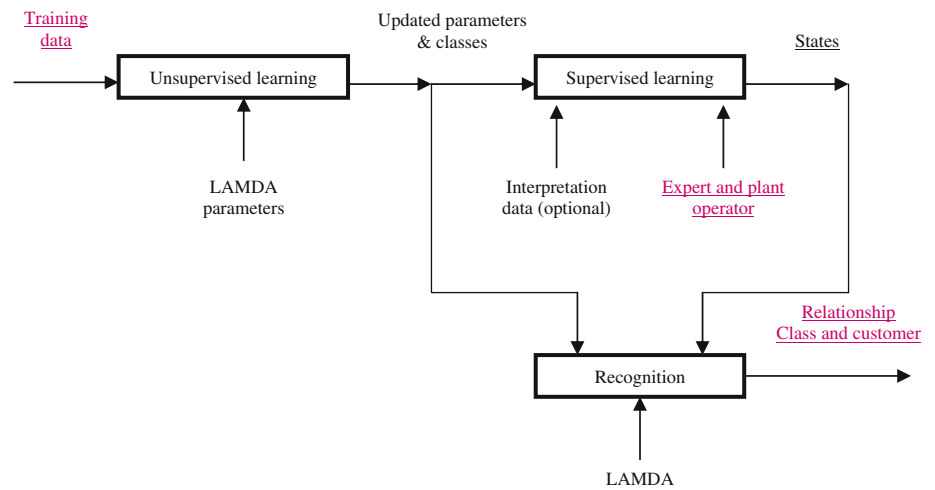 Training
data
Updated parameters
& classes
States
Unsupervised learning
Supervised learning
LAMDA
parameters
Interpretation
data (optional)
Expert and plant
operator
Relationship
Class and customer
Recognition
LAMDA